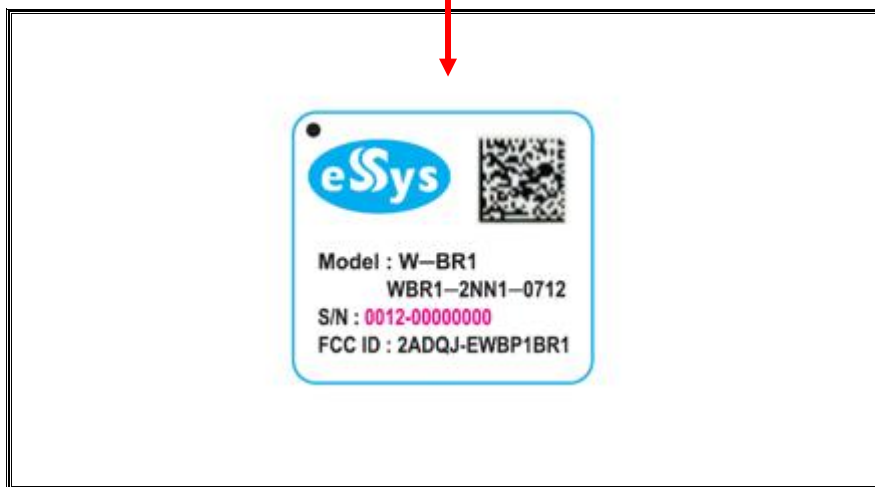 eSSys
Model : W–BR1
WBR1–2NN1–0712
S/N : 0012-00000000
FCC ID : 2ADQJ-EWBP1BR1